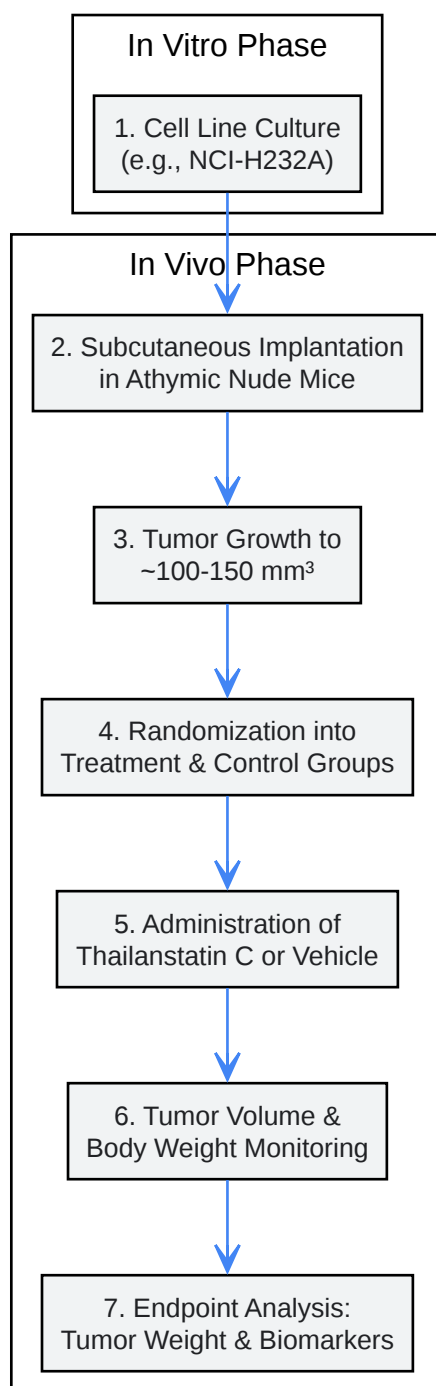 In Vitro Phase
1. Cell Line Culture
(e.g., NCI-H232A)
In Vivo Phase
2. Subcutaneous Implantation
in Athymic Nude Mice
3. Tumor Growth to
~100-150 mm³
4. Randomization into
Treatment & Control Groups
5. Administration of
Thailanstatin C or Vehicle
6. Tumor Volume &
Body Weight Monitoring
7. Endpoint Analysis:
Tumor Weight & Biomarkers